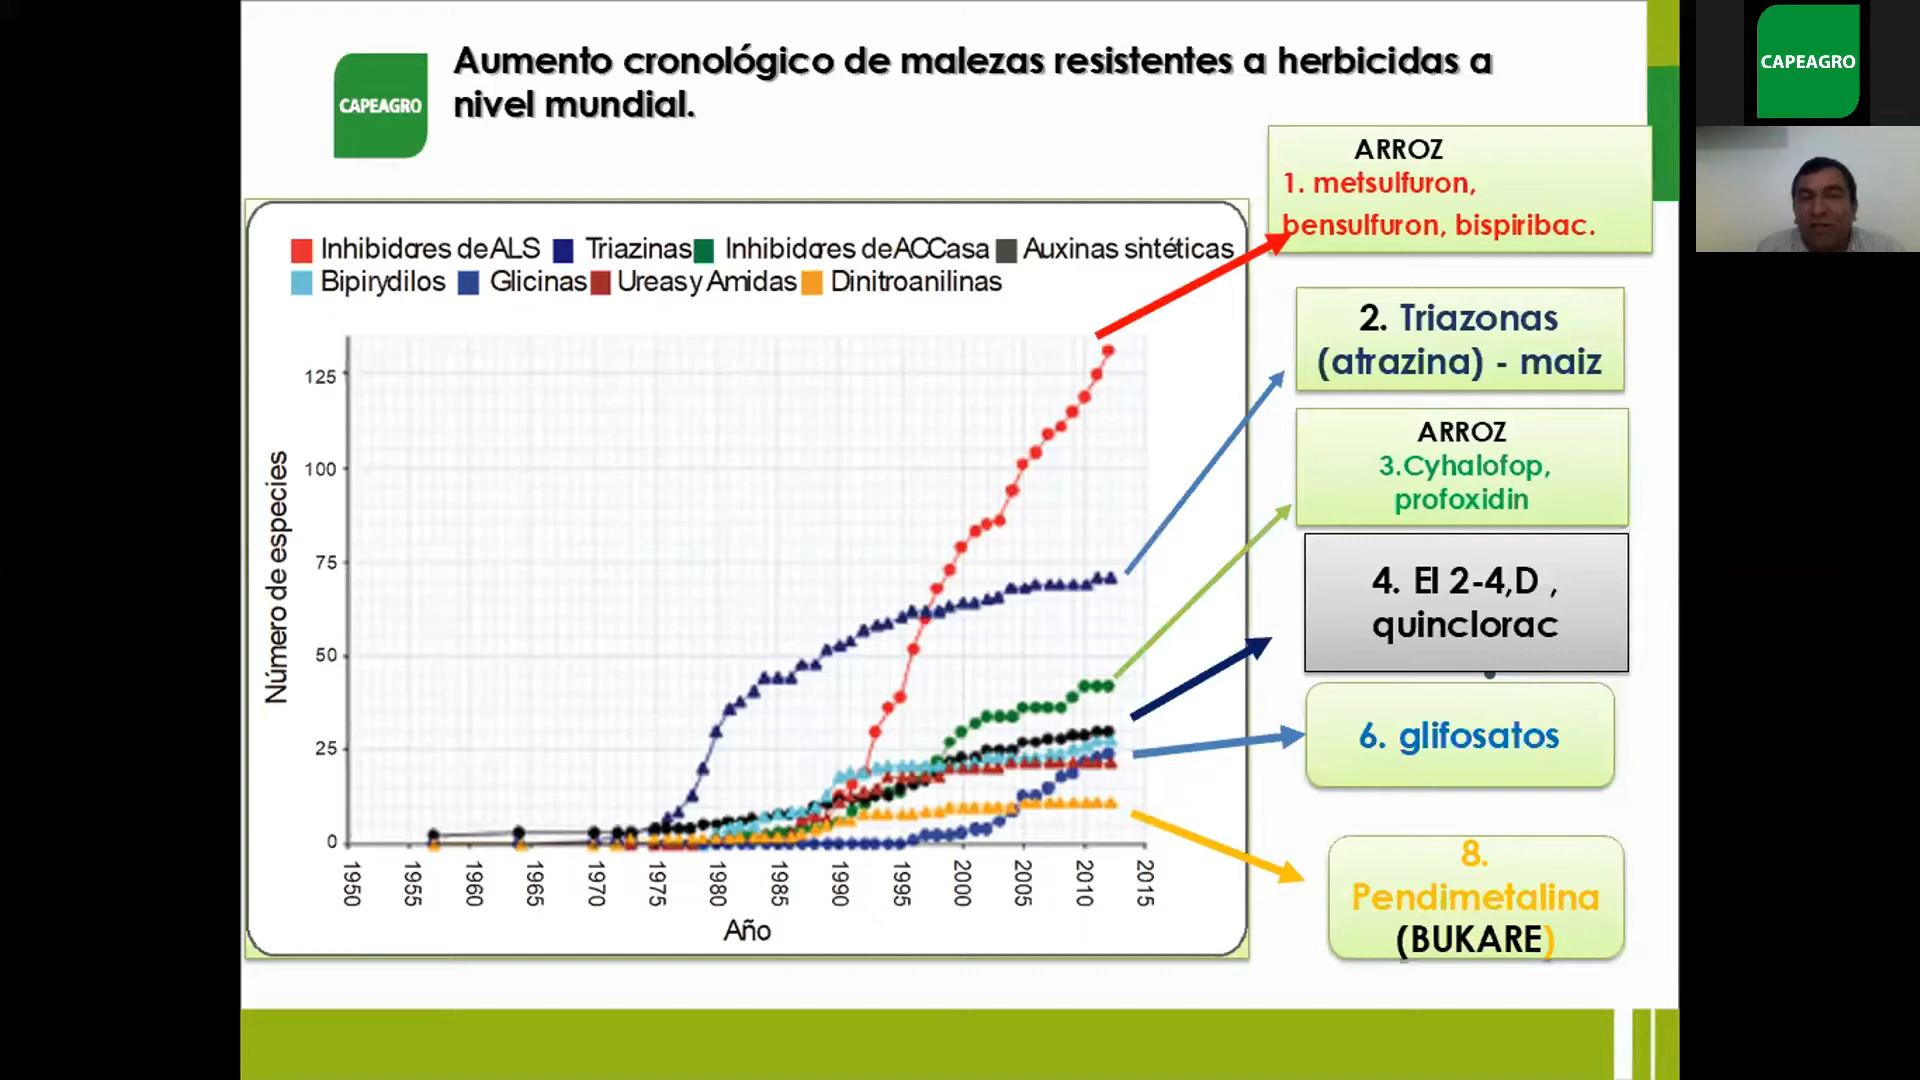 Aumento cronológico de malezas resistentes a herbicidas a
nivel mundial.
CAPEAGRO
CAPEAGRO
Inhibidores de ALS Triazinas Inhibidores de ACCasa Auxinas sintéticas
Bipirydilos Glicinas Ureas y Amidas Dinitroanilinas
Número de especies
125
100
75
50
25
0
1950 1955 1960 1965 1970 1975 1980 1985 1990 1995 2000 2005 2010 2015
Año
ARROZ
1. metsulfuron,
bensulfuron, bispiribac.
2. Triazonas
(atrazina) - maiz
ARROZ
3.Cyhalofop,
profoxidin
4. El 2-4,D ,
quinclorac
6. glifosatos
8.
Pendimetalina
(BUKARE)